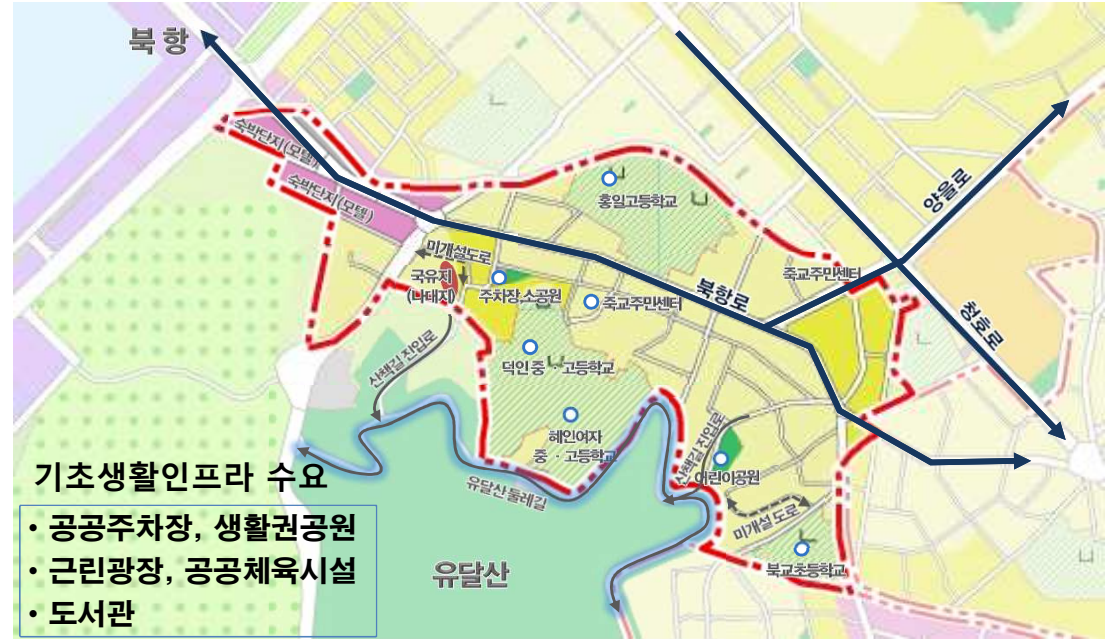 북항
숙박단지(모텔)
숙박단지(모텔)
홍일고등학교
양을로
미개설도로
국유지
(나대지)
주차장,소공원
죽교주민센터
북항로
죽교주민센터
청호로
산책길 진입로
덕인 중 · 고등학교
혜인여자
중 · 고등학교
산책길 진입로
어린이공원
유달산 둘레길
미개설 도로
북교초등학교
유달산
기초생활인프라 수요
· 공공주차장, 생활권공원
· 근린광장, 공공체육시설
· 도서관